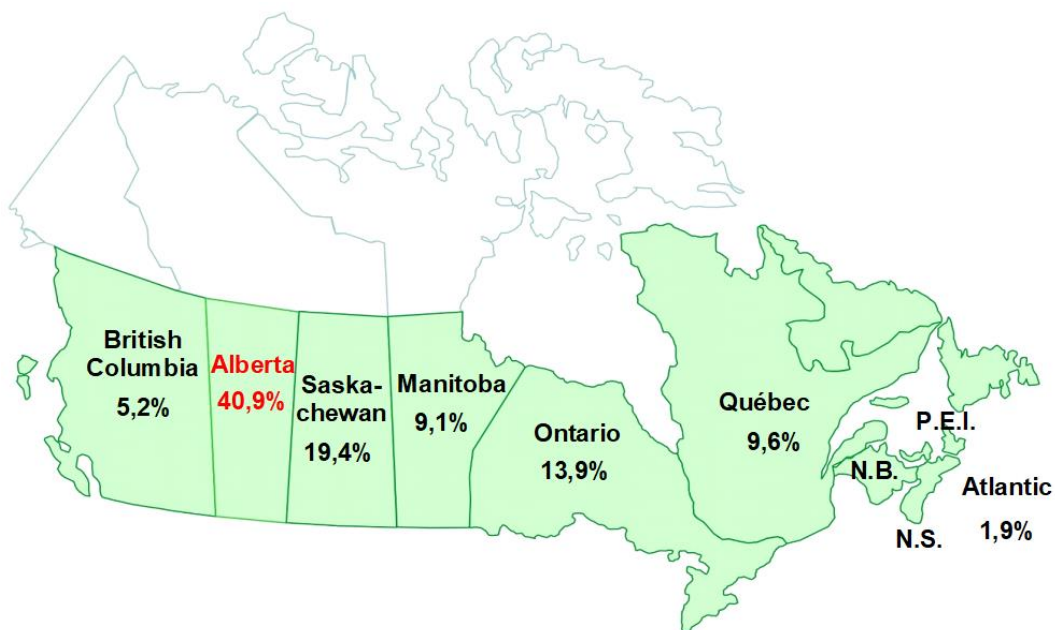 British
Columbia
5,2%
Alberta
40,9%
Saska-
chewan
19,4%
Manitoba
9,1%
Ontario
13,9%
Québec
9,6%
P.E.I.
N.B.
N.S.
Atlantic
1,9%